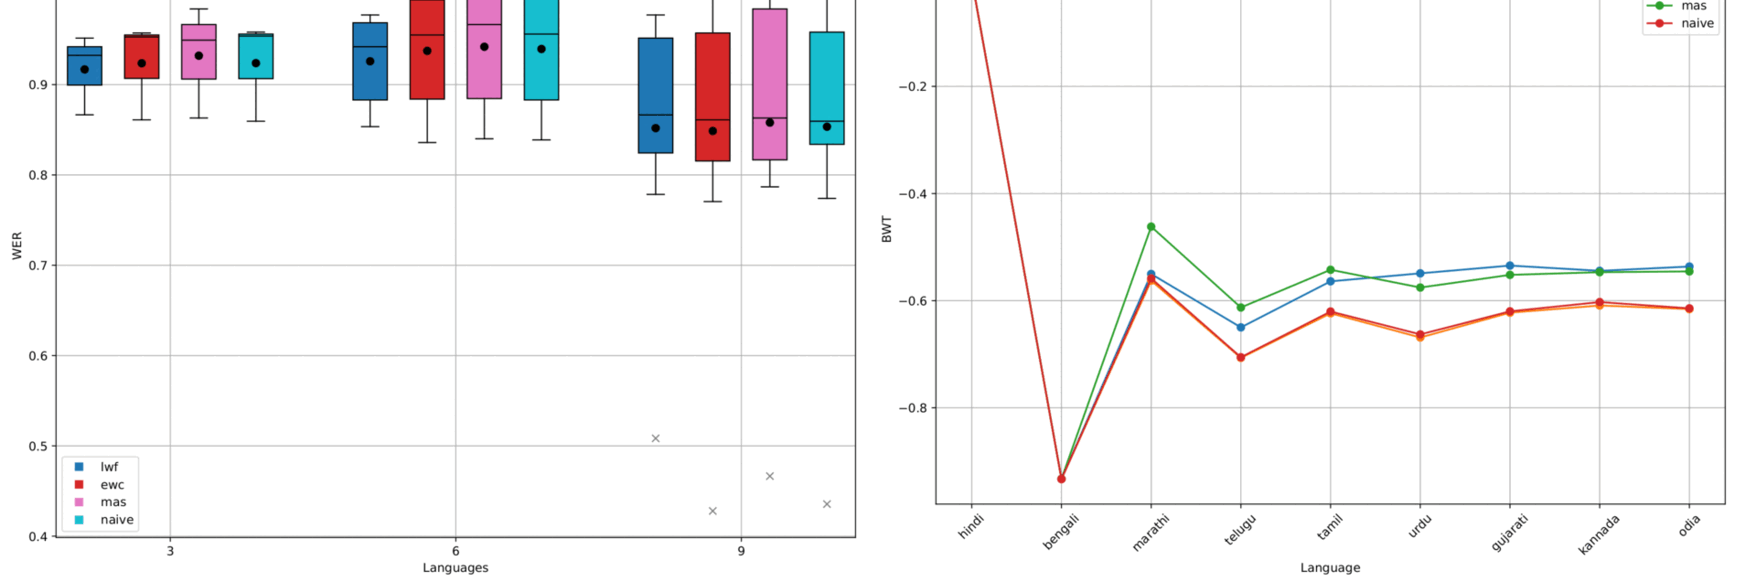 WER
0.9
0.8
0.7
0.6
0.5
0.4
lwf
ewc
mas
naive
3
6
9
Languages
mas
naive
BWT
−0.2
−0.4
−0.6
−0.8
hindi
bengali
marathi
telugu
tamil
urdu
gujarati
kannada
odia
Language